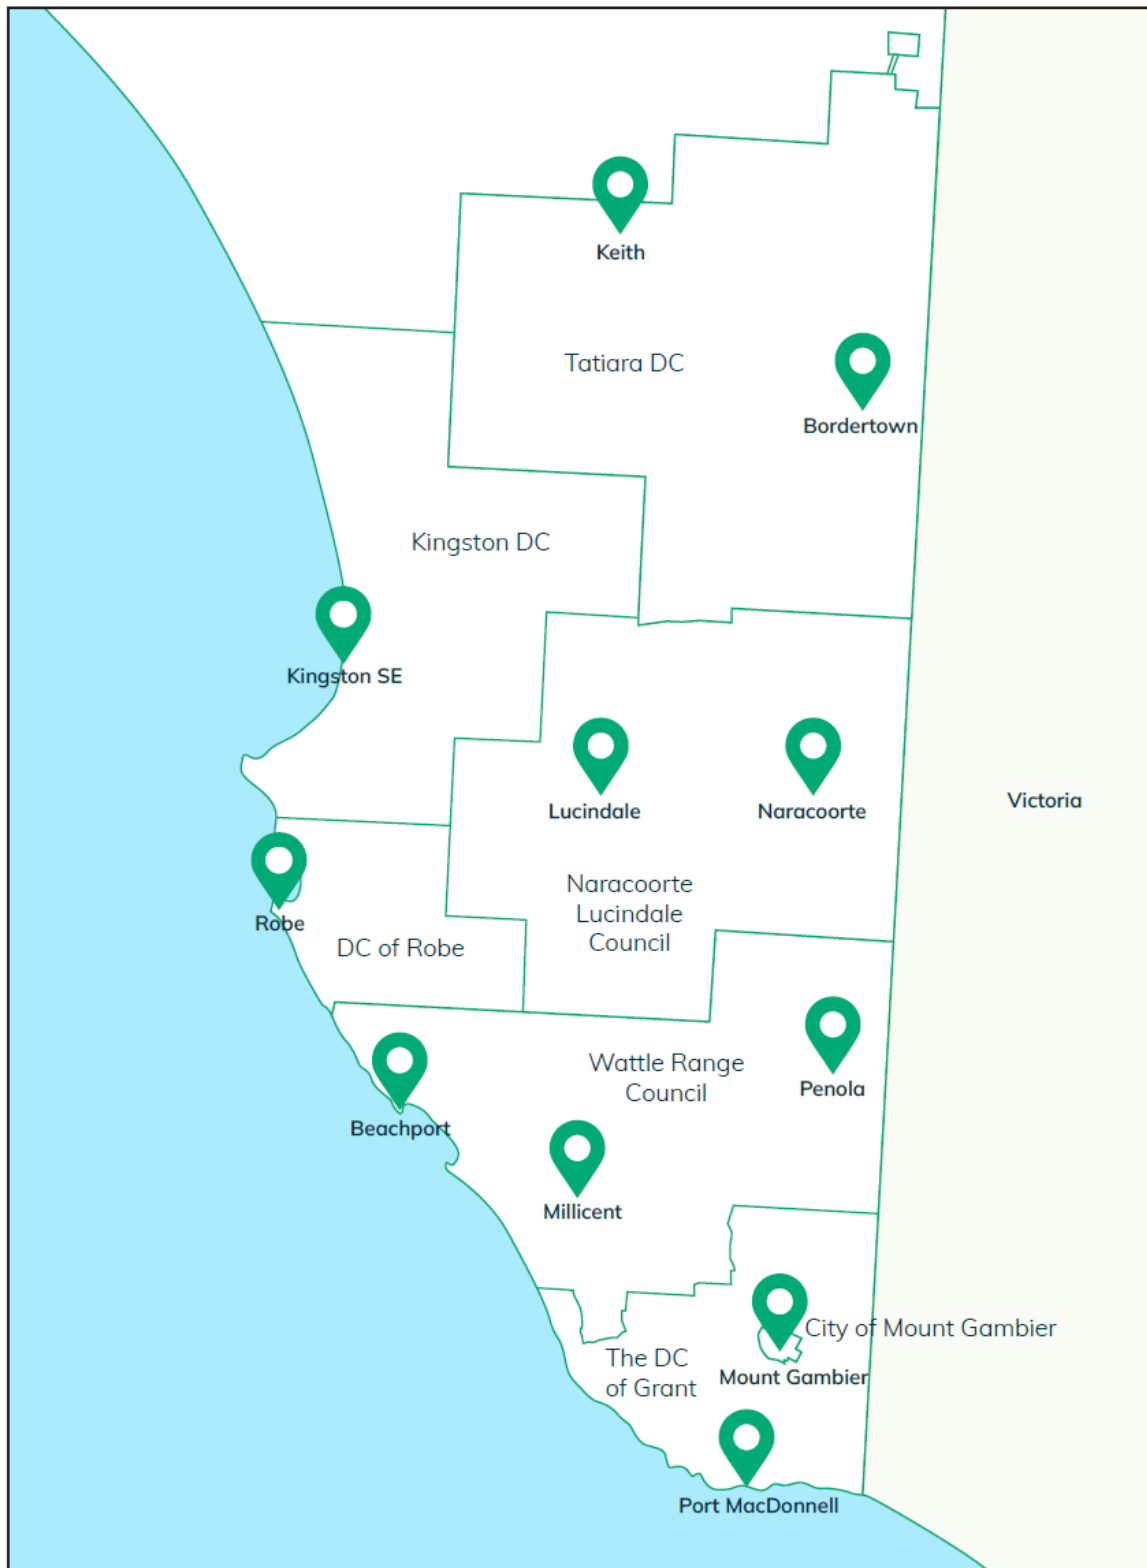 Keith
Tatiara DC
Bordertown
Kingston DC
Kingston SE
Lucindale
Naracoorte
Victoria
Naracoorte
Lucindale
Council
Robe
DC of Robe
Wattle Range
Council
Penola
Beachport
Millicent
City of Mount Gambier
The DC
of Grant
Mount Gambier
Port MacDonnell